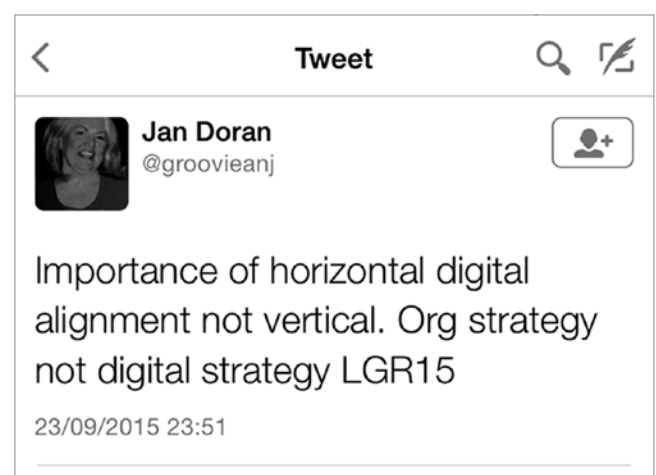 Tweet
Jan Doran
@groovieanj
Importance of horizontal digital
alignment not vertical. Org strategy
not digital strategy LGR15
23/09/2015 23:51